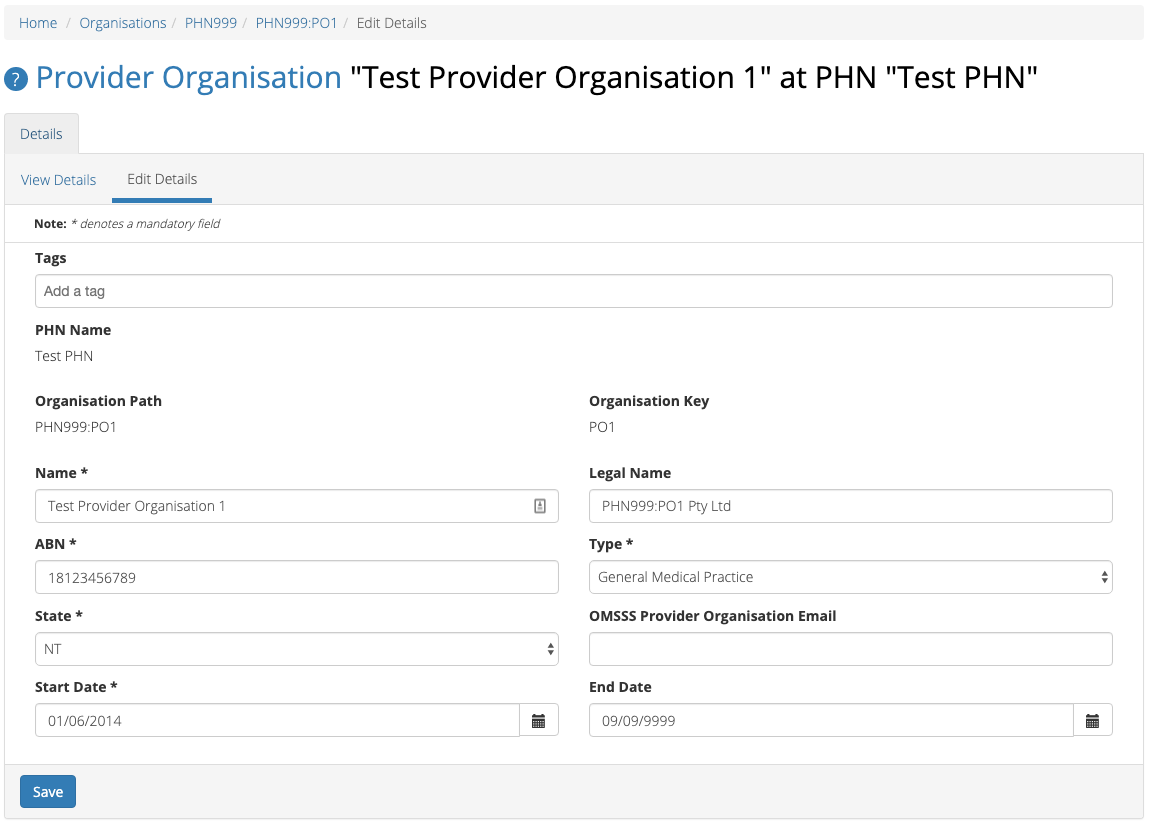 Home / Organisations / PHN999 / PHN999:PO1 / Edit Details
? Provider Organisation "Test Provider Organisation 1" at PHN "Test PHN"
Details
View Details Edit Details
Note: * denotes a mandatory field
Tags
Add a tag
PHN Name
Test PHN
Organisation Path Organisation Key
PHN999:PO1 PO1
Name * Legal Name
Test Provider Organisation 1 PHN999:PO1 Pty Ltd
ABN * Type *
18123456789 General Medical Practice
State * OMSSS Provider Organisation Email
NT
Start Date * End Date
01/06/2014 09/09/9999
Save